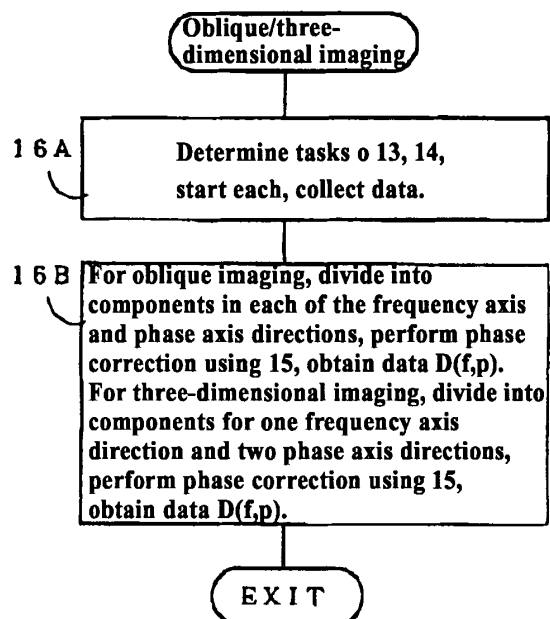 Oblique/three-
dimensional imaging
16A
Determine tasks o 13, 14,
start each, collect data.
16B
For oblique imaging, divide into
components in each of the frequency axis
and phase axis directions, perform phase
correction using 15, obtain data D(f,p).
For three-dimensional imaging, divide into
components for one frequency axis
direction and two phase axis directions,
perform phase correction using 15,
obtain data D(f,p).
EXIT